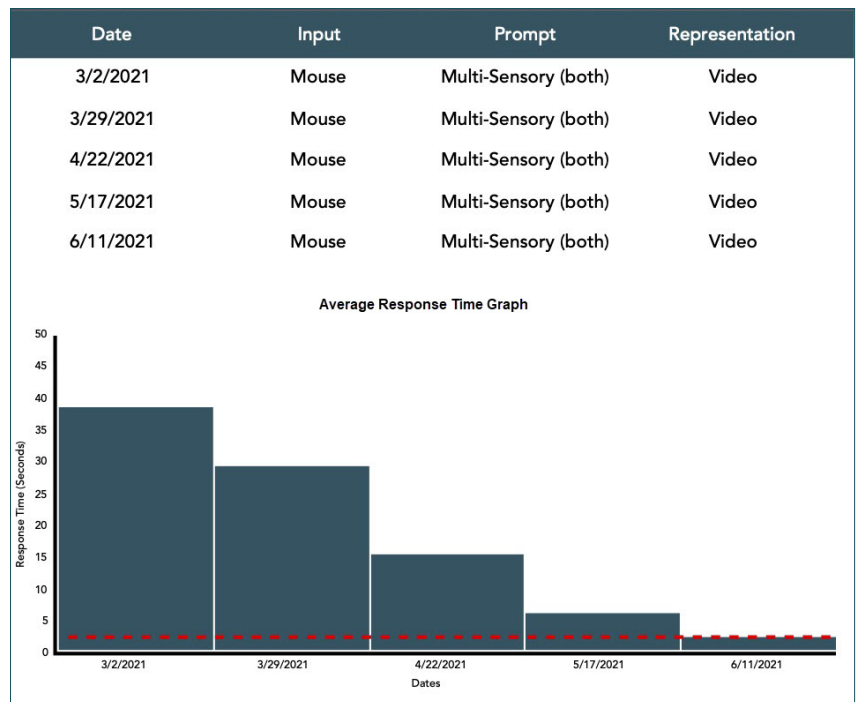 Date Input Prompt Representation
3/2/2021 Mouse Multi-Sensory (both) Video
3/29/2021 Mouse Multi-Sensory (both) Video
4/22/2021 Mouse Multi-Sensory (both) Video
5/17/2021 Mouse Multi-Sensory (both) Video
6/11/2021 Mouse Multi-Sensory (both) Video
Average Response Time Graph
Response Time (Seconds)
50
45
40
35
30
25
20
15
10
5
0
3/2/2021 3/29/2021 4/22/2021 5/17/2021 6/11/2021
Dates